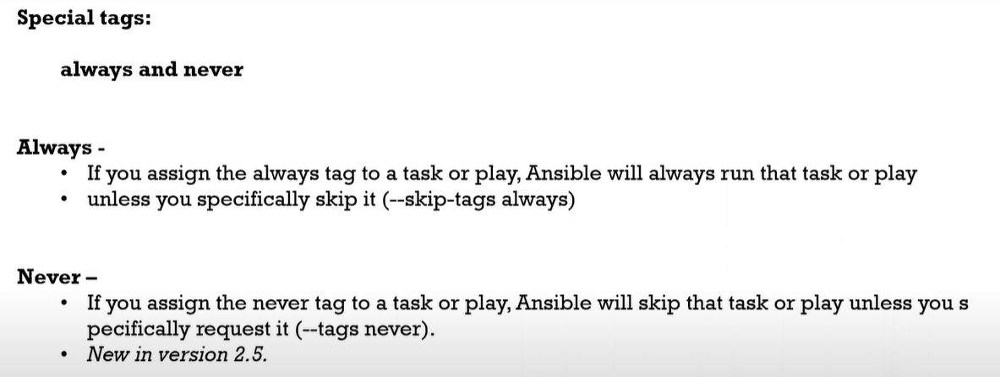 Special tags:
always and never
Always -
• If you assign the always tag to a task or play, Ansible will always run that task or play
• unless you specifically skip it (--skip-tags always)
Never –
• If you assign the never tag to a task or play, Ansible will skip that task or play unless you s
pecifically request it (--tags never).
• New in version 2.5.